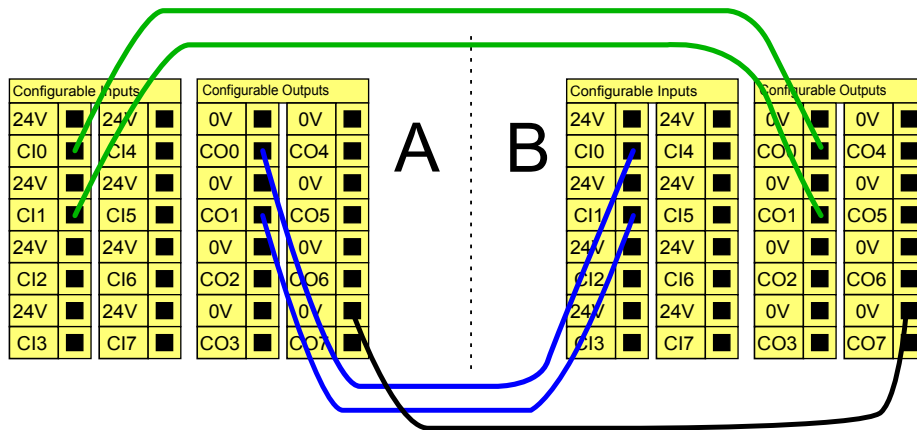 Configurable Inputs
24V 24V
CI0 CI4
24V 24V
CI1 CI5
24V 24V
CI2 CI6
24V 24V
CI3 CI7
Configurable Outputs
0V 0V
CO0 CO4
0V 0V
CO1 CO5
0V 0V
CO2 CO6
0V 0V
CO3 CO7
A
B
Configurable Inputs
24V 24V
CI0 CI4
24V 24V
CI1 CI5
24V 24V
CI2 CI6
24V 24V
CI3 CI7
Configurable Outputs
0V 0V
CO0 CO4
0V 0V
CO1 CO5
0V 0V
CO2 CO6
0V 0V
CO3 CO7